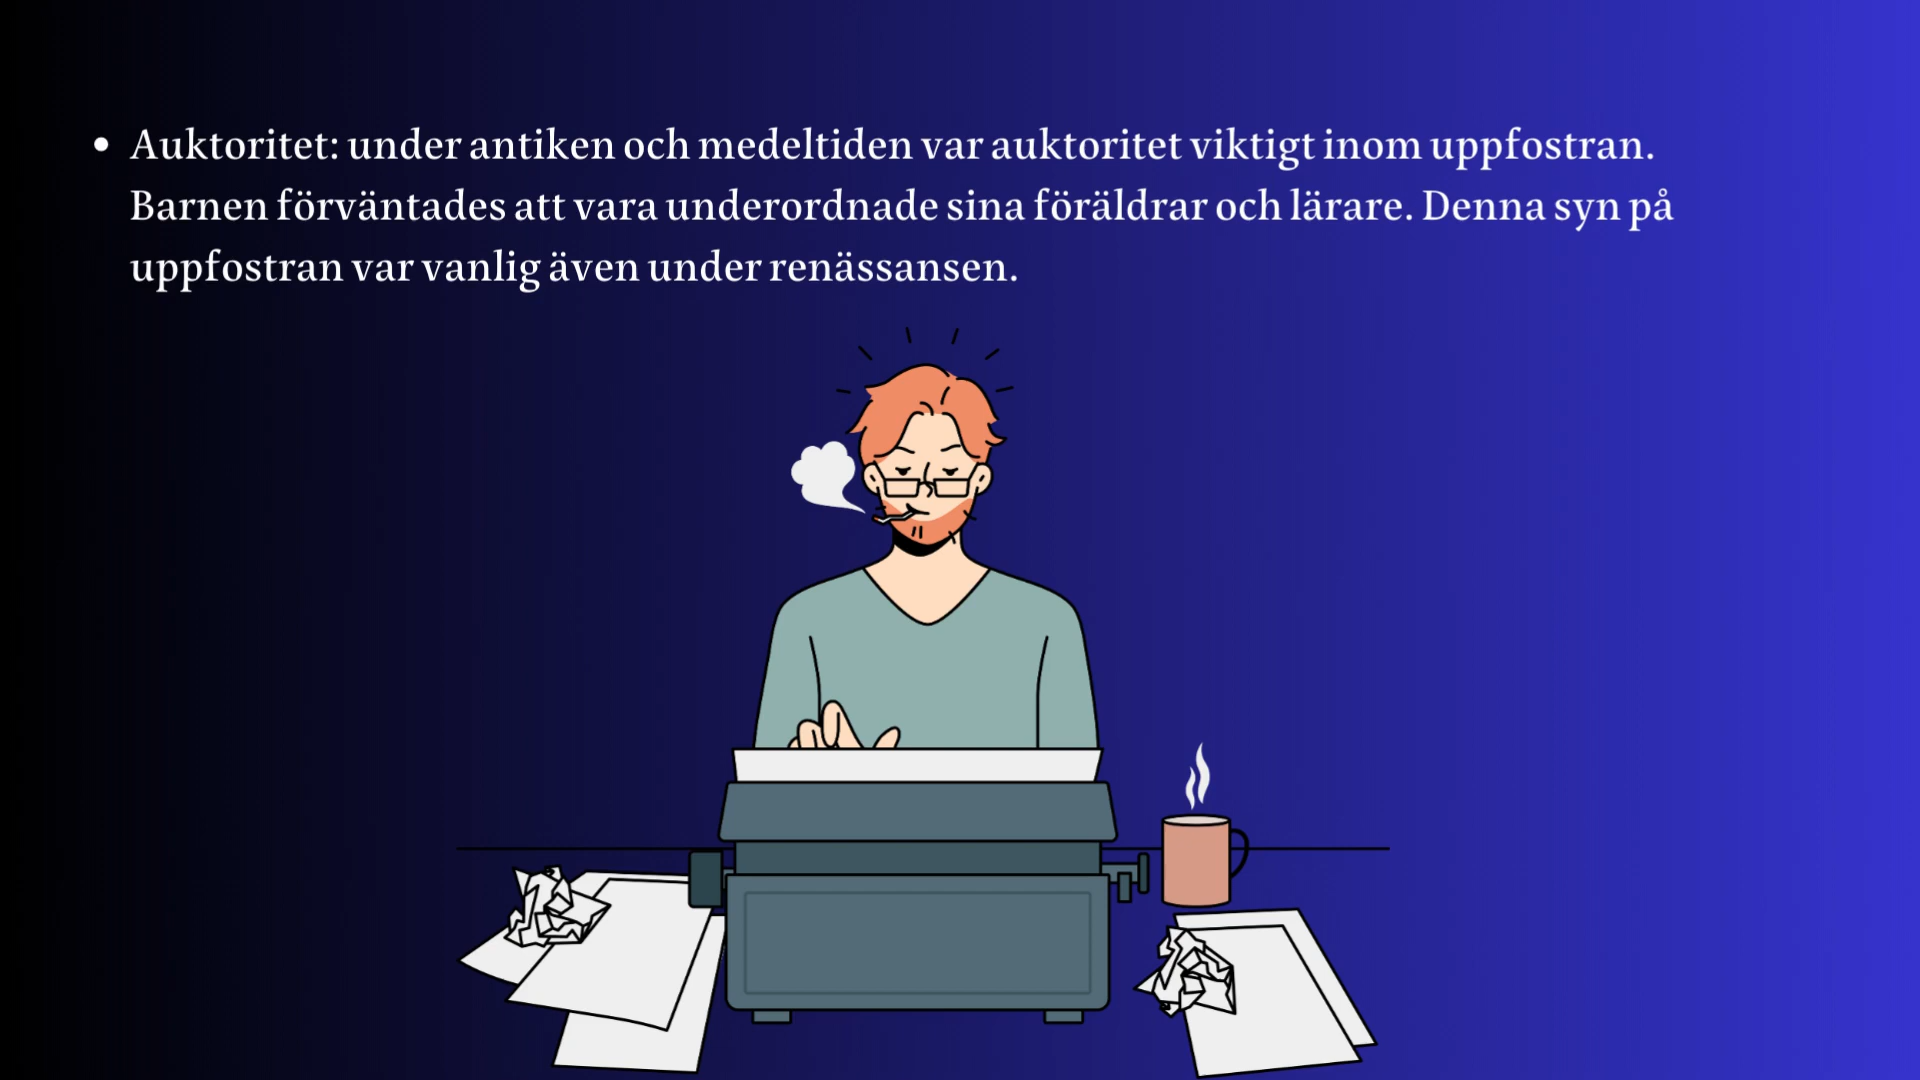 • Auktoritet: under antiken och medeltiden var auktoritet viktigt inom uppfostran.
Barnen förväntades att vara underordnade sina föräldrar och lärare. Denna syn på
uppfostran var vanlig även under renässansen.